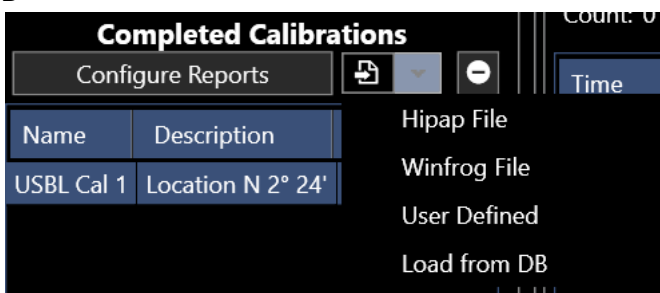 Completed Calibrations
Count: 0
Configure Reports
Time
Name Description
Hipap File
USBL Cal 1 Location N 2° 24'
Winfrog File
User Defined
Load from DB